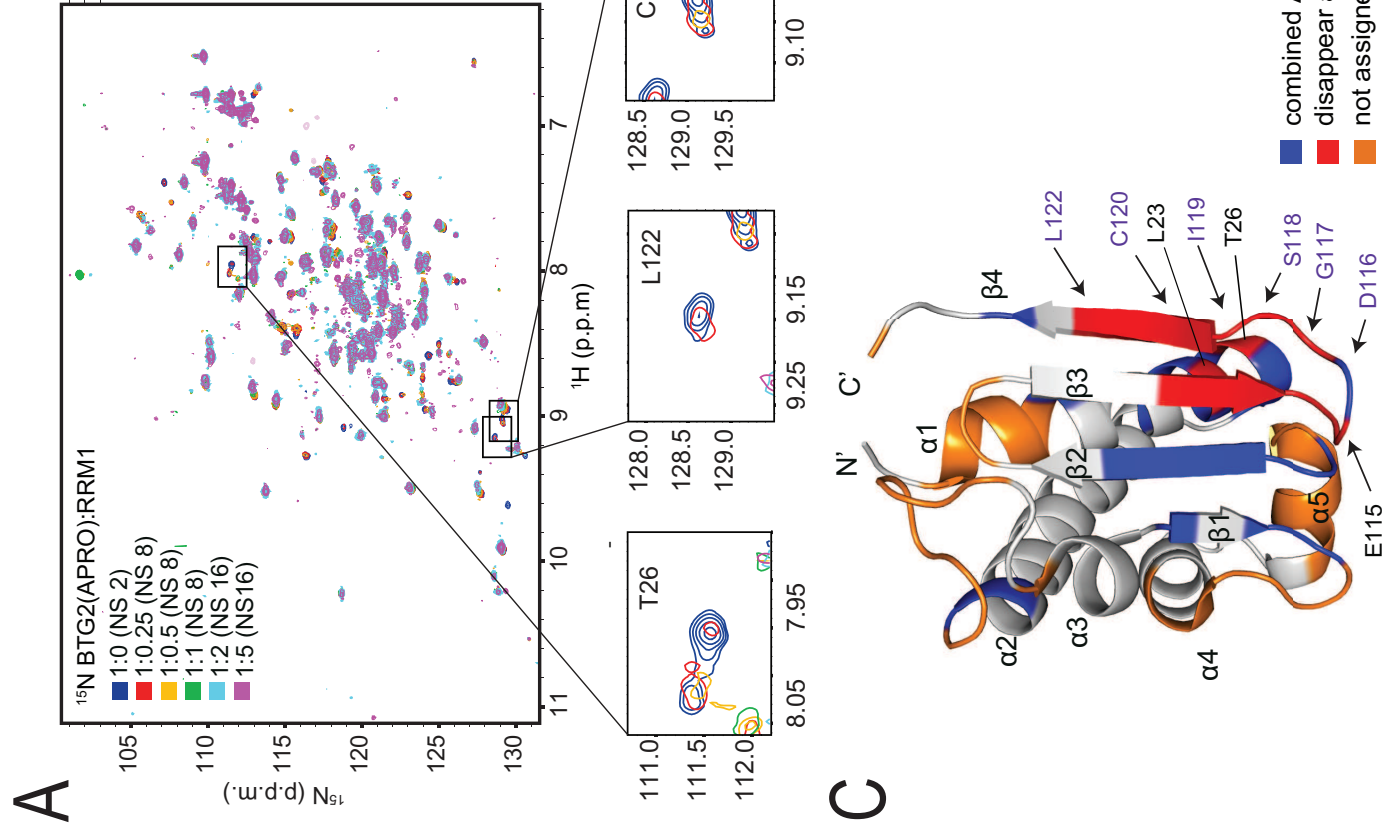 A
¹⁵N BTG2(APRO):RRM1
1:0 (NS 2)
1:0.25 (NS 8)
1:0.5 (NS 8)
1:1 (NS 8)
1:2 (NS 16)
1:5 (NS16)
105
110
115
120
125
130
¹⁵N (p.p.m.)
11
10
9
8
7
¹H (p.p.m)
T26
111.0
111.5
112.0
8.05
7.95
L122
128.0
128.5
129.0
9.25
9.15
C
128.5
129.0
129.5
9.10
C
N'
C'
α1
α2
α3
α4
α5
β1
β2
β3
β4
L122
C120
L23
I119
T26
S118
G117
D116
E115
combined
disappear
not assigne